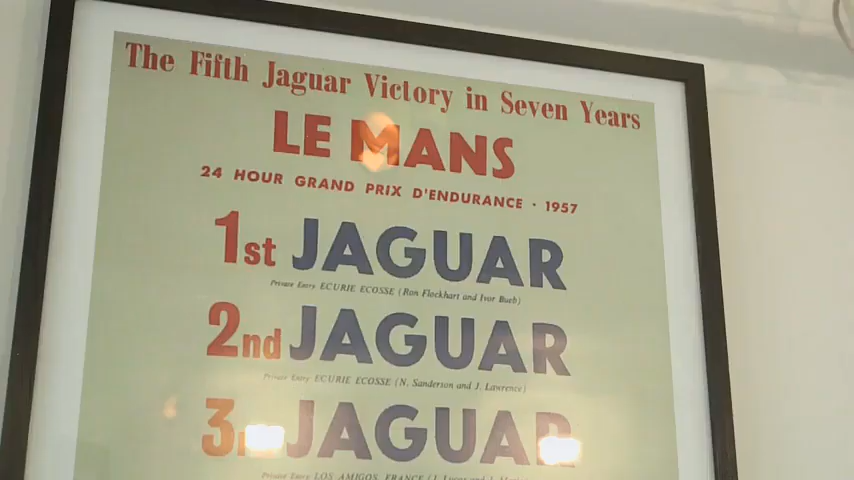 The Fifth Jaguar Victory in Seven Years
LE MANS
24 HOUR GRAND PRIX D'ENDURANCE · 1957
1st JAGUAR
Private Entry ECURIE ECOSSE (Ron Flockhart and Ivor Bueb)
2nd JAGUAR
Private Entry ECURIE ECOSSE (N. Sanderson and J. Lawrence)
JAGUAR
Private Entry LOS AMIGOS, FRANCE